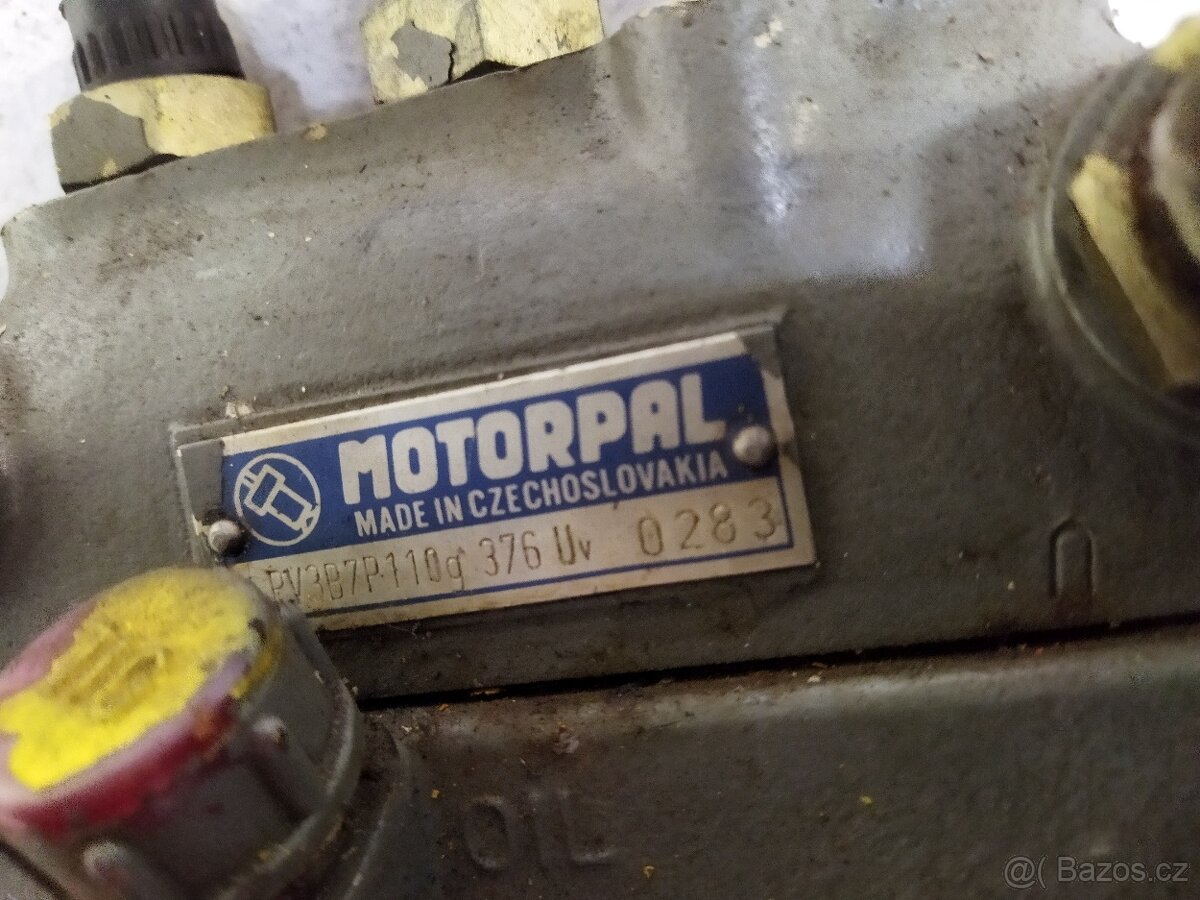 MOTORPAL
MADE IN CZECHOSLOVAKIA
PV3B7P110g 376 Uv 0283
OIL
@( Bazos.cz